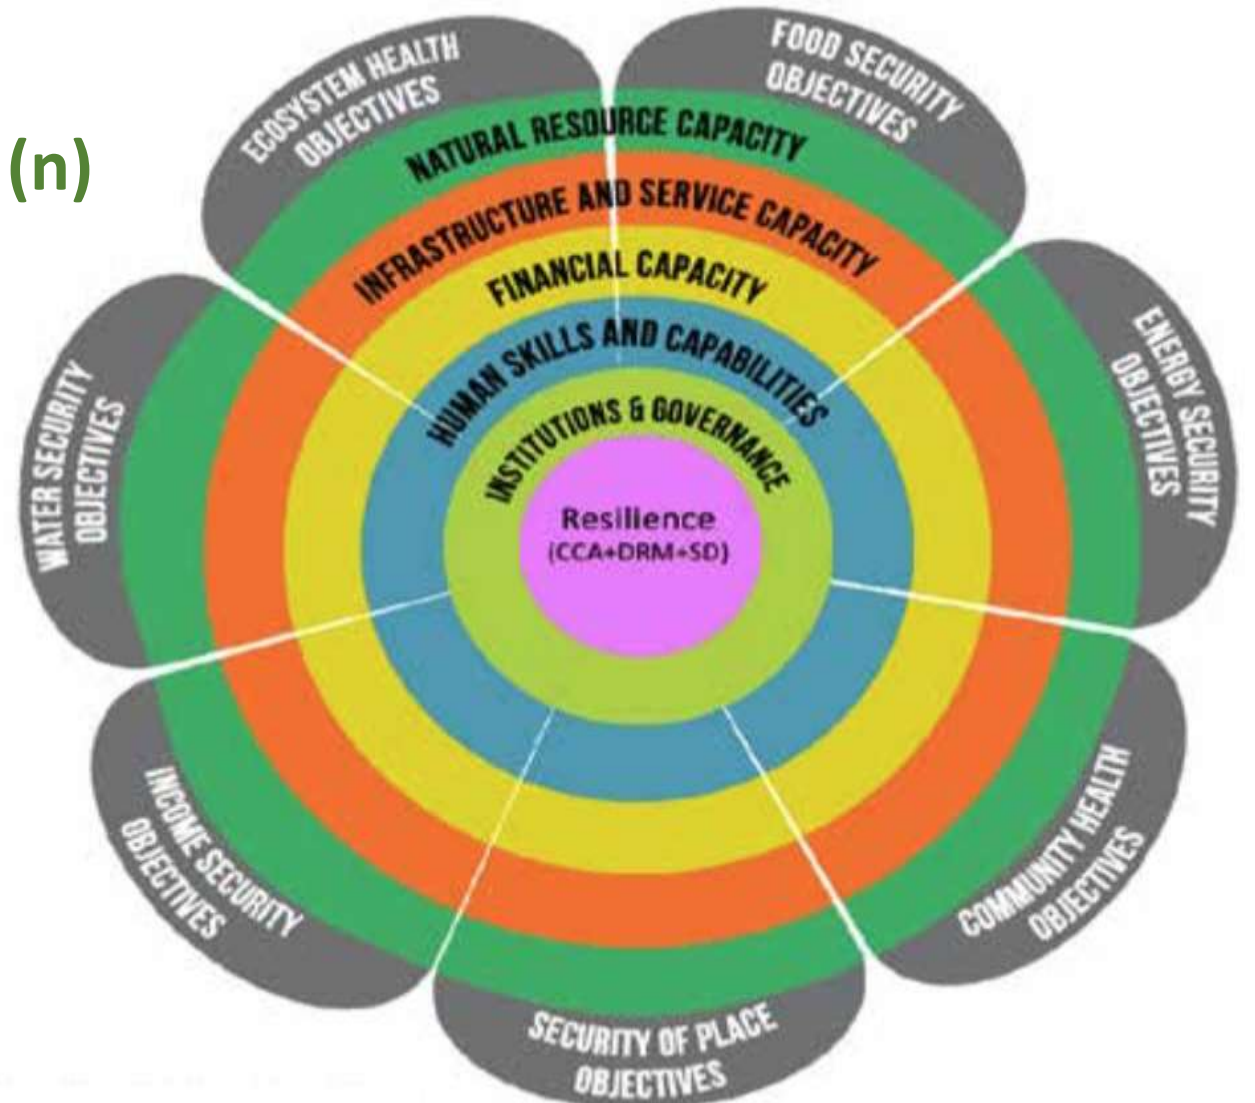 (n)
ECOSYSTEM HEALTH
OBJECTIVES
FOOD SECURITY
OBJECTIVES
NATURAL RESOURCE CAPACITY
INFRASTRUCTURE AND SERVICE CAPACITY
FINANCIAL CAPACITY
HUMAN SKILLS AND CAPABILITIES
INSTITUTIONS & GOVERNANCE
Resilience
(CCA+DRM+SD)
WATER SECURITY
OBJECTIVES
ENERGY SECURITY
OBJECTIVES
INCOME SECURITY
OBJECTIVES
COMMUNITY HEALTH
OBJECTIVES
SECURITY OF PLACE
OBJECTIVES